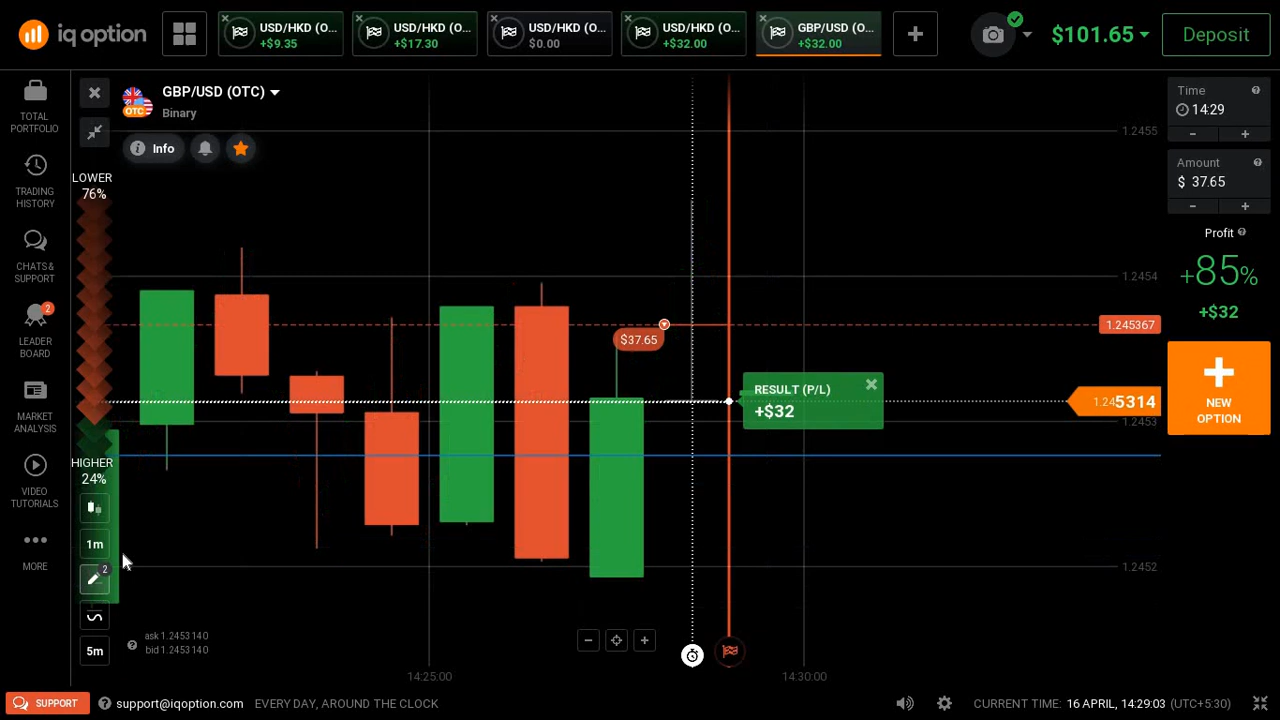 iq option
USD/HKD (O...
+$9.35
USD/HKD (O...
+$17.30
USD/HKD (O...
$0.00
USD/HKD (O...
+$32.00
GBP/USD (O...
+$32.00
$101.65
Deposit
TOTAL
PORTFOLIO
TRADING
HISTORY
CHATS &
SUPPORT
2
LEADER
BOARD
MARKET
ANALYSIS
VIDEO
TUTORIALS
MORE
GBP/USD (OTC)
OTC
Binary
Info
LOWER
76%
HIGHER
24%
1m
2
5m
ask 1.2453140
bid 1.2453140
$37.65
RESULT (P/L)
+$32
1.2455
1.2454
1.245367
1.245314
1.2453
1.2452
14:25:00
14:30:00
Time
14:29
Amount
$ 37.65
Profit
+85%
+$32
NEW
OPTION
SUPPORT
support@iqoption.com
EVERY DAY, AROUND THE CLOCK
CURRENT TIME: 16 APRIL, 14:29:03 (UTC+5:30)